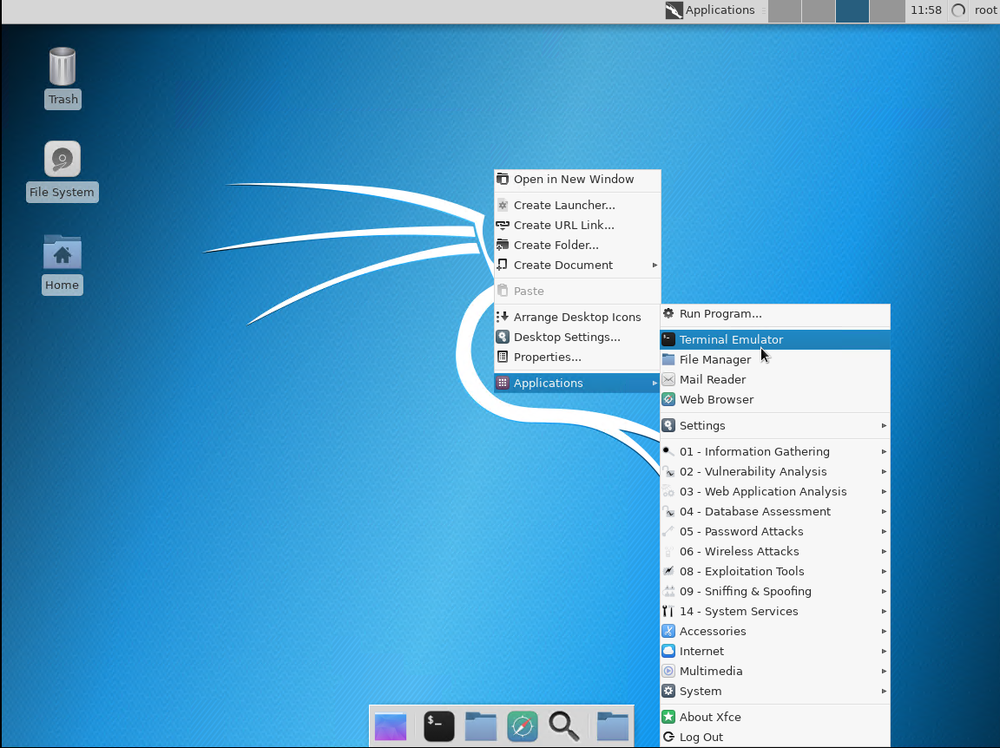 Applications 11:58 root
Trash
File System
Home
Open in New Window
Create Launcher...
Create URL Link...
Create Folder...
Create Document
Paste
Arrange Desktop Icons
Desktop Settings...
Properties...
Applications
Run Program...
Terminal Emulator
File Manager
Mail Reader
Web Browser
Settings
01 - Information Gathering
02 - Vulnerability Analysis
03 - Web Application Analysis
04 - Database Assessment
05 - Password Attacks
06 - Wireless Attacks
08 - Exploitation Tools
09 - Sniffing & Spoofing
14 - System Services
Accessories
Internet
Multimedia
System
About Xfce
Log Out
$_